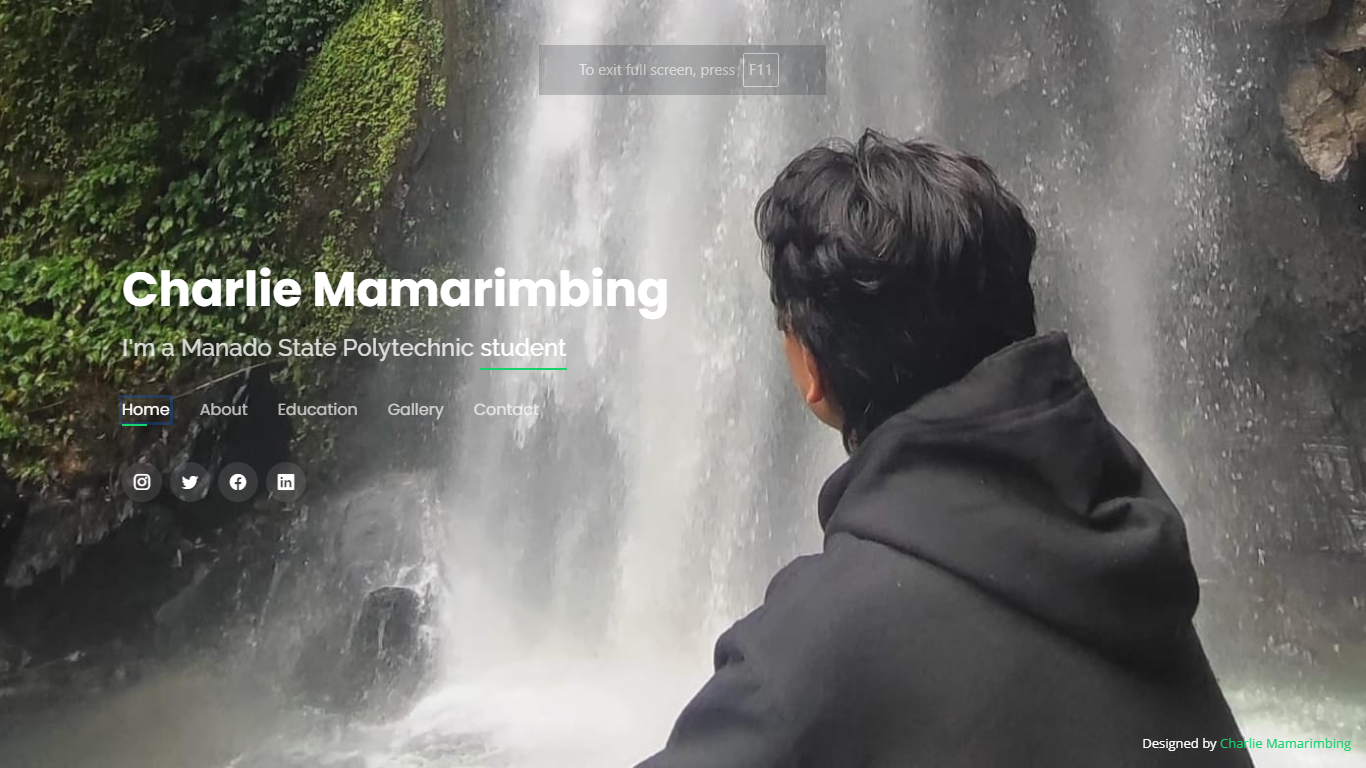 To exit full screen, press F11
Charlie Mamarimbing
I'm a Manado State Polytechnic student
Home About Education Gallery Contact
in
Designed by Charlie Mamarimbing